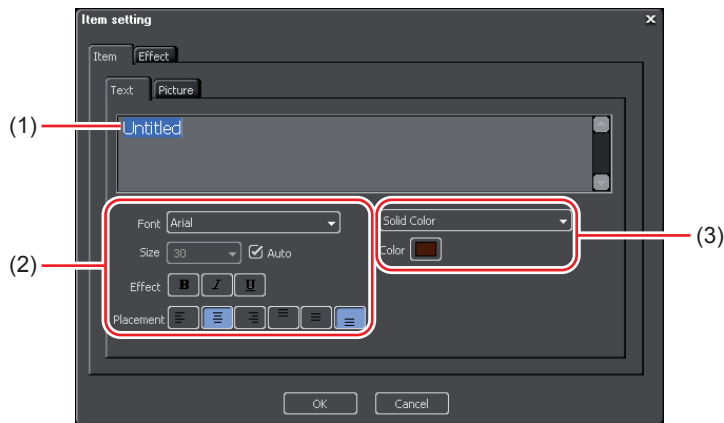 Item setting
x
Item Effect
Text Picture
(1)
Untitled
(2)
Font Arial
Size 30 Auto
Effect B I U
Placement
Solid Color
Color
(3)
OK Cancel